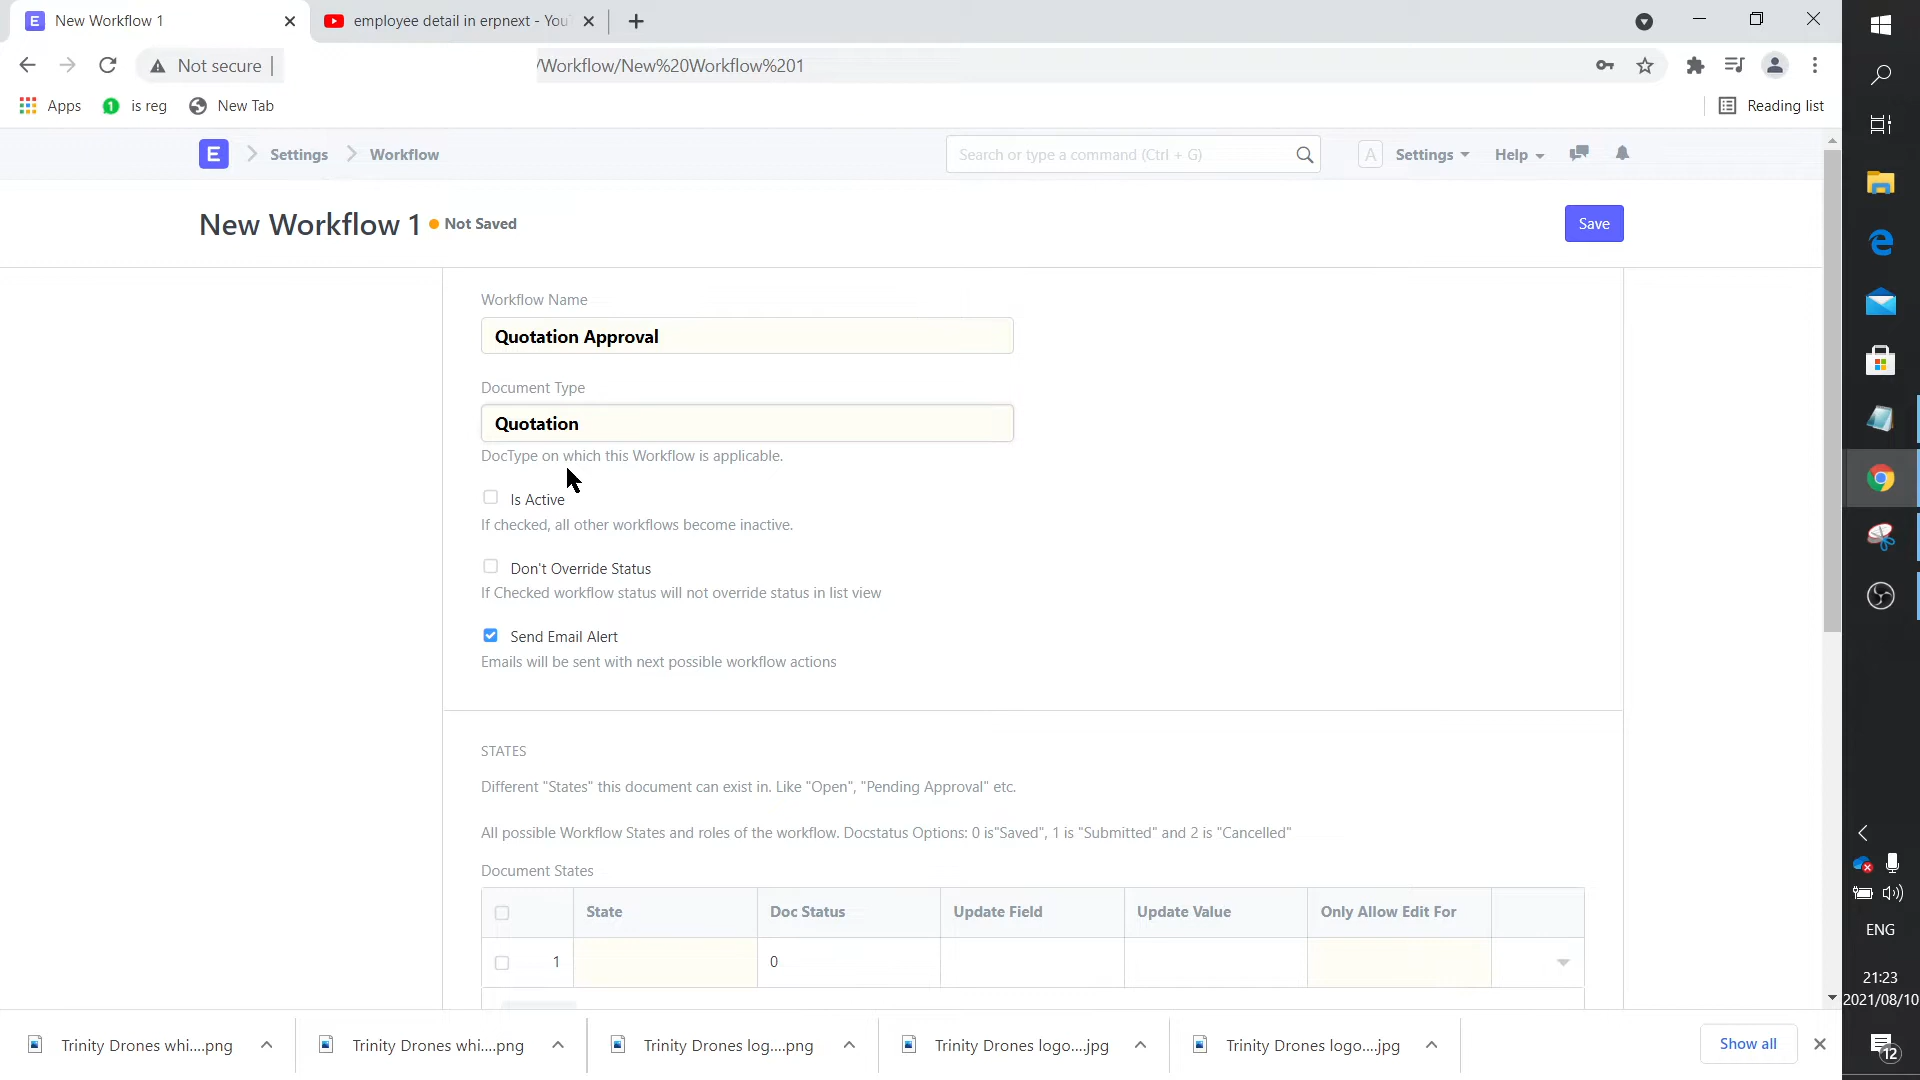 New Workflow 1
employee detail in erpnext - You
Not secure
/Workflow/New%20Workflow%201
Apps
1
is reg
New Tab
Reading list
E
Settings
Workflow
Search or type a command (Ctrl + G)
A
Settings
Help
New Workflow 1
Not Saved
Save
Workflow Name
Quotation Approval
Document Type
Quotation
DocType on which this Workflow is applicable.
Is Active
If checked, all other workflows become inactive.
Don't Override Status
If Checked workflow status will not override status in list view
Send Email Alert
Emails will be sent with next possible workflow actions
STATES
Different "States" this document can exist in. Like "Open", "Pending Approval" etc.
All possible Workflow States and roles of the workflow. Docstatus Options: 0 is"Saved", 1 is "Submitted" and 2 is "Cancelled"
Document States
State
Doc Status
Update Field
Update Value
Only Allow Edit For
1
0
Trinity Drones whi....png
Trinity Drones whi....png
Trinity Drones log....png
Trinity Drones logo....jpg
Trinity Drones logo....jpg
Show all
ENG
21:23
2021/08/10
12